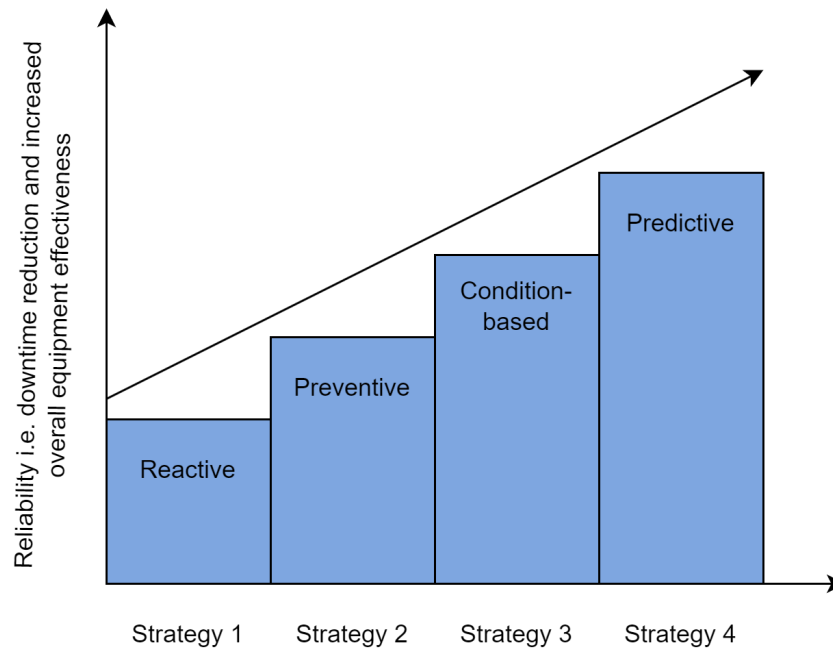 Reliability i.e. downtime reduction and increased
overall equipment effectiveness
Reactive
Preventive
Condition-
based
Predictive
Strategy 1
Strategy 2
Strategy 3
Strategy 4